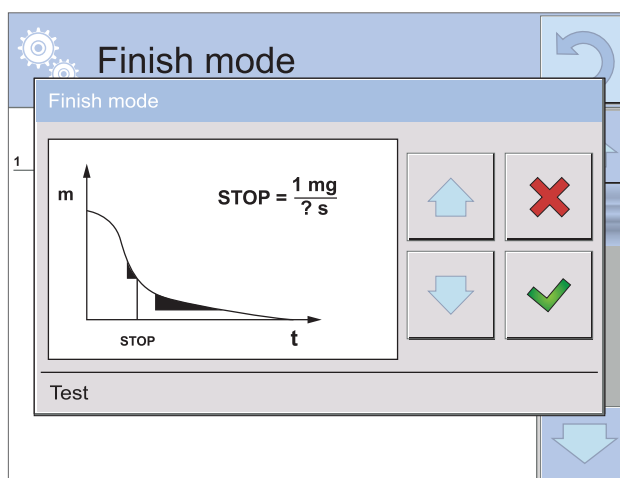 Finish mode
Finish mode
1
m
STOP = 1 mg
? s
STOP
t
Test